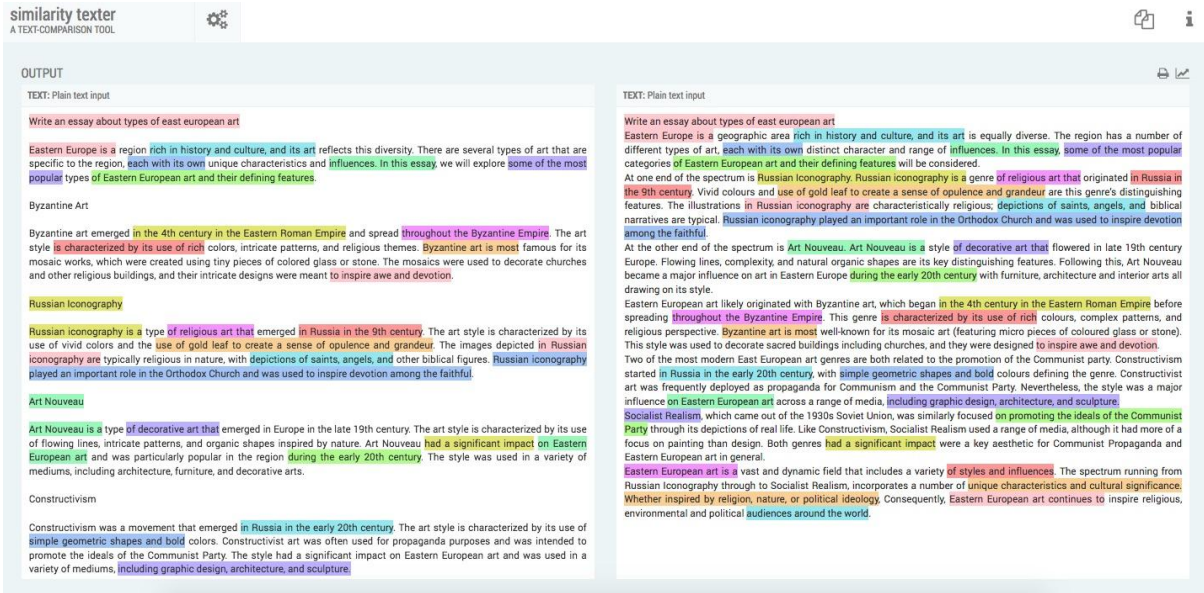 similarity texter
A TEXT-COMPARISON TOOL
OUTPUT
TEXT: Plain text input
Write an essay about types of east european art
Eastern Europe is a region rich in history and culture, and its art reflects this diversity. There are several types of art that are
specific to the region, each with its own unique characteristics and influences. In this essay, we will explore some of the most
popular types of Eastern European art and their defining features.
Byzantine Art
Byzantine art emerged in the 4th century in the Eastern Roman Empire and spread throughout the Byzantine Empire. The art
style is characterized by its use of rich colors, intricate patterns, and religious themes. Byzantine art is most famous for its
mosaic works, which were created using tiny pieces of colored glass or stone. The mosaics were used to decorate churches
and other religious buildings, and their intricate designs were meant to inspire awe and devotion.
Russian Iconography
Russian iconography is a type of religious art that emerged in Russia in the 9th century. The art style is characterized by its
use of vivid colors and the use of gold leaf to create a sense of opulence and grandeur. The images depicted in Russian
iconography are typically religious in nature, with depictions of saints, angels, and other biblical figures. Russian iconography
played an important role in the Orthodox Church and was used to inspire devotion among the faithful.
Art Nouveau
Art Nouveau is a type of decorative art that emerged in Europe in the late 19th century. The art style is characterized by its use
of flowing lines, intricate patterns, and organic shapes inspired by nature. Art Nouveau had a significant impact on Eastern
European art and was particularly popular in the region during the early 20th century. The style was used in a variety of
mediums, including architecture, furniture, and decorative arts.
Constructivism
Constructivism was a movement that emerged in Russia in the early 20th century. The art style is characterized by its use of
simple geometric shapes and bold colors. Constructivist art was often used for propaganda purposes and was intended to
promote the ideals of the Communist Party. The style had a significant impact on Eastern European art and was used in a
variety of mediums, including graphic design, architecture, and sculpture.
TEXT: Plain text input
Write an essay about types of east european art
Eastern Europe is a geographic area rich in history and culture, and its art is equally diverse. The region has a number of
different types of art, each with its own distinct character and range of influences. In this essay, some of the most popular
categories of Eastern European art and their defining features will be considered.
At one end of the spectrum is Russian Iconography. Russian iconography is a genre of religious art that originated in Russia in
the 9th century. Vivid colours and use of gold leaf to create a sense of opulence and grandeur are this genre's distinguishing
features. The illustrations in Russian iconography are characteristically religious; depictions of saints, angels, and biblical
narratives are typical. Russian iconography played an important role in the Orthodox Church and was used to inspire devotion
among the faithful.
At the other end of the spectrum is Art Nouveau. Art Nouveau is a style of decorative art that flowered in late 19th century
Europe. Flowing lines, complexity, and natural organic shapes are its key distinguishing features. Following this, Art Nouveau
became a major influence on art in Eastern Europe during the early 20th century with furniture, architecture and interior arts all
drawing on its style.
Eastern European art likely originated with Byzantine art, which began in the 4th century in the Eastern Roman Empire before
spreading throughout the Byzantine Empire. This genre is characterized by its use of rich colours, complex patterns, and
religious perspective. Byzantine art is most well-known for its mosaic art (featuring micro pieces of coloured glass or stone).
This style was used to decorate sacred buildings including churches, and they were designed to inspire awe and devotion.
Two of the most modern East European art genres are both related to the promotion of the Communist party. Constructivism
started in Russia in the early 20th century, with simple geometric shapes and bold colours defining the genre. Constructivist
art was frequently deployed as propaganda for Communism and the Communist Party. Nevertheless, the style was a major
influence on Eastern European art across a range of media, including graphic design, architecture, and sculpture.
Socialist Realism, which came out of the 1930s Soviet Union, was similarly focused on promoting the ideals of the Communist
Party through its depictions of real life. Like Constructivism, Socialist Realism used a range of media, although it had more of a
focus on painting than design. Both genres had a significant impact were a key aesthetic for Communist Propaganda and
Eastern European art in general.
Eastern European art is a vast and dynamic field that includes a variety of styles and influences. The spectrum running from
Russian Iconography through to Socialist Realism, incorporates a number of unique characteristics and cultural significance.
Whether inspired by religion, nature, or political ideology, Consequently, Eastern European art continues to inspire religious,
environmental and political audiences around the world.